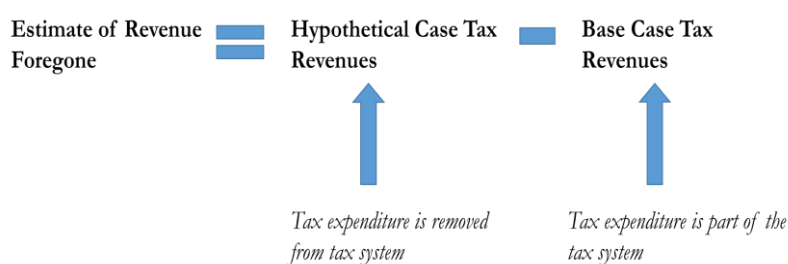 Estimate of Revenue
Foregone
Hypothetical Case Tax
Revenues
Base Case Tax
Revenues
Tax expenditure is removed
from tax system
Tax expenditure is part of the
tax system